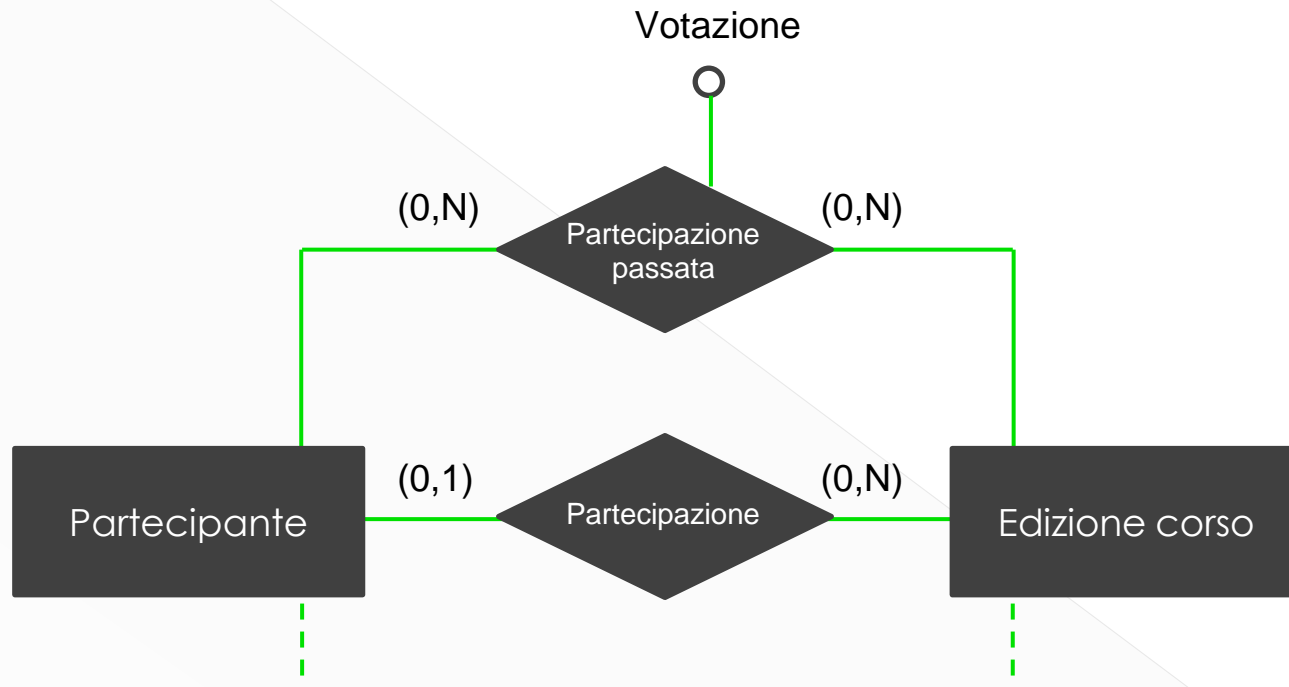 Votazione
(0,N)
(0,N)
Partecipazione
passata
(0,1)
(0,N)
Partecipante
Partecipazione
Edizione corso